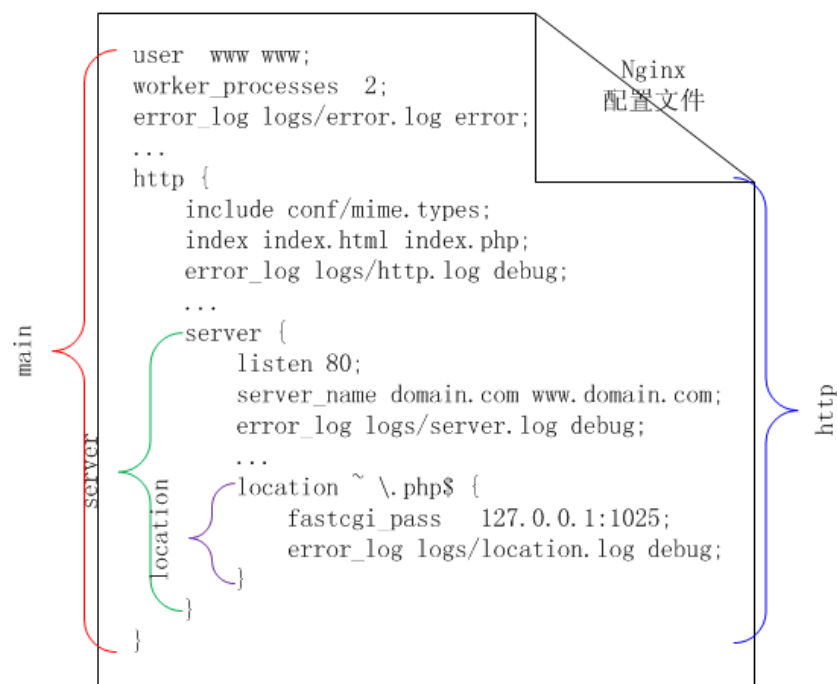 Nginx
配置文件
user  www www;
worker_processes  2;
error_log logs/error.log error;
...
http {
    include conf/mime.types;
    index index.html index.php;
    error_log logs/http.log debug;
    ...
    server {
        listen 80;
        server_name domain.com www.domain.com;
        error_log logs/server.log debug;
        ...
        location ~ \.php$ {
            fastcgi_pass   127.0.0.1:1025;
            error_log logs/location.log debug;
        }
    }
}
main
server
location
http